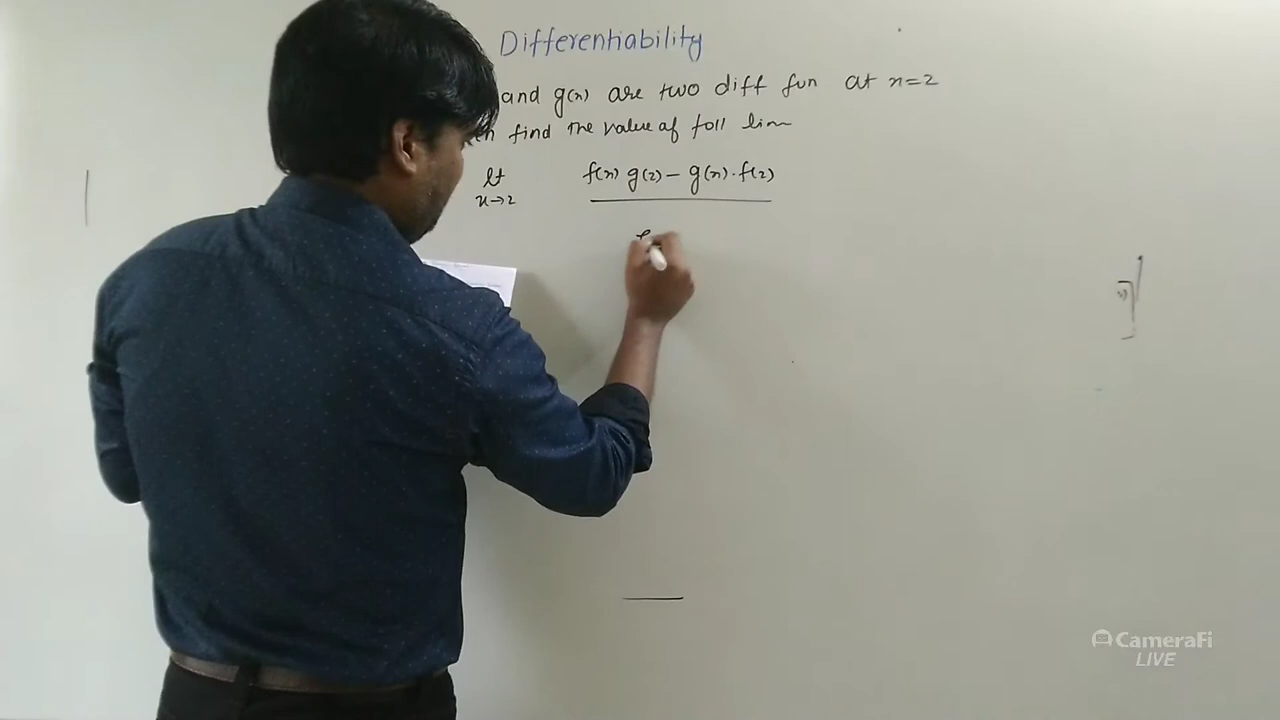 Differentiability
and g(x) are two diff fun at x=2
find the value of foll lim
lt f(x) g(2) - g(x).f(2)
x→2
CameraFi
LIVE